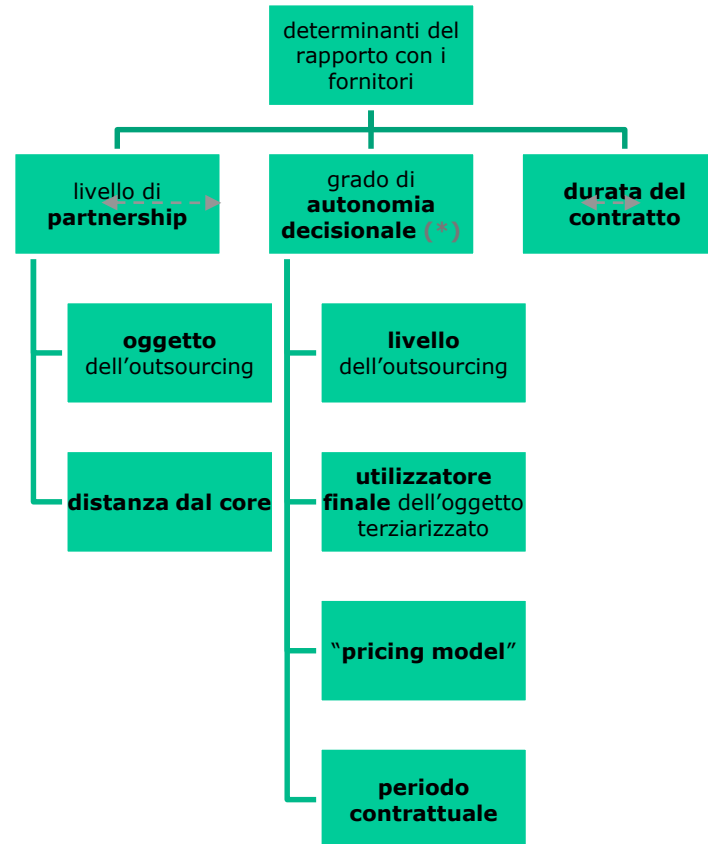 determinanti del
rapporto con i
fornitori
livello di
partnership
grado di
autonomia
decisionale (*)
durata del
contratto
oggetto
dell’outsourcing
livello
dell’outsourcing
distanza dal core
utilizzatore
finale dell’oggetto
terziarizzato
“pricing model”
periodo
contrattuale